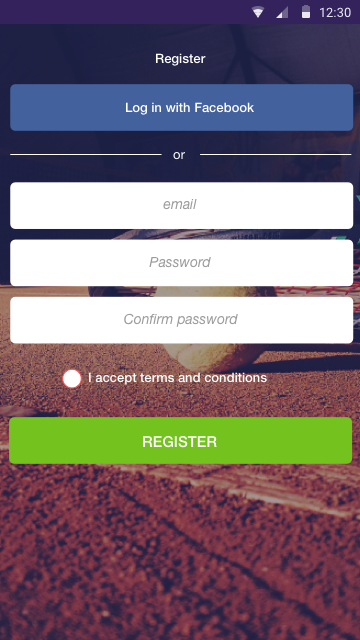 12:30
Register
Log in with Facebook
or
email
Password
Confirm password
I accept terms and conditions
REGISTER